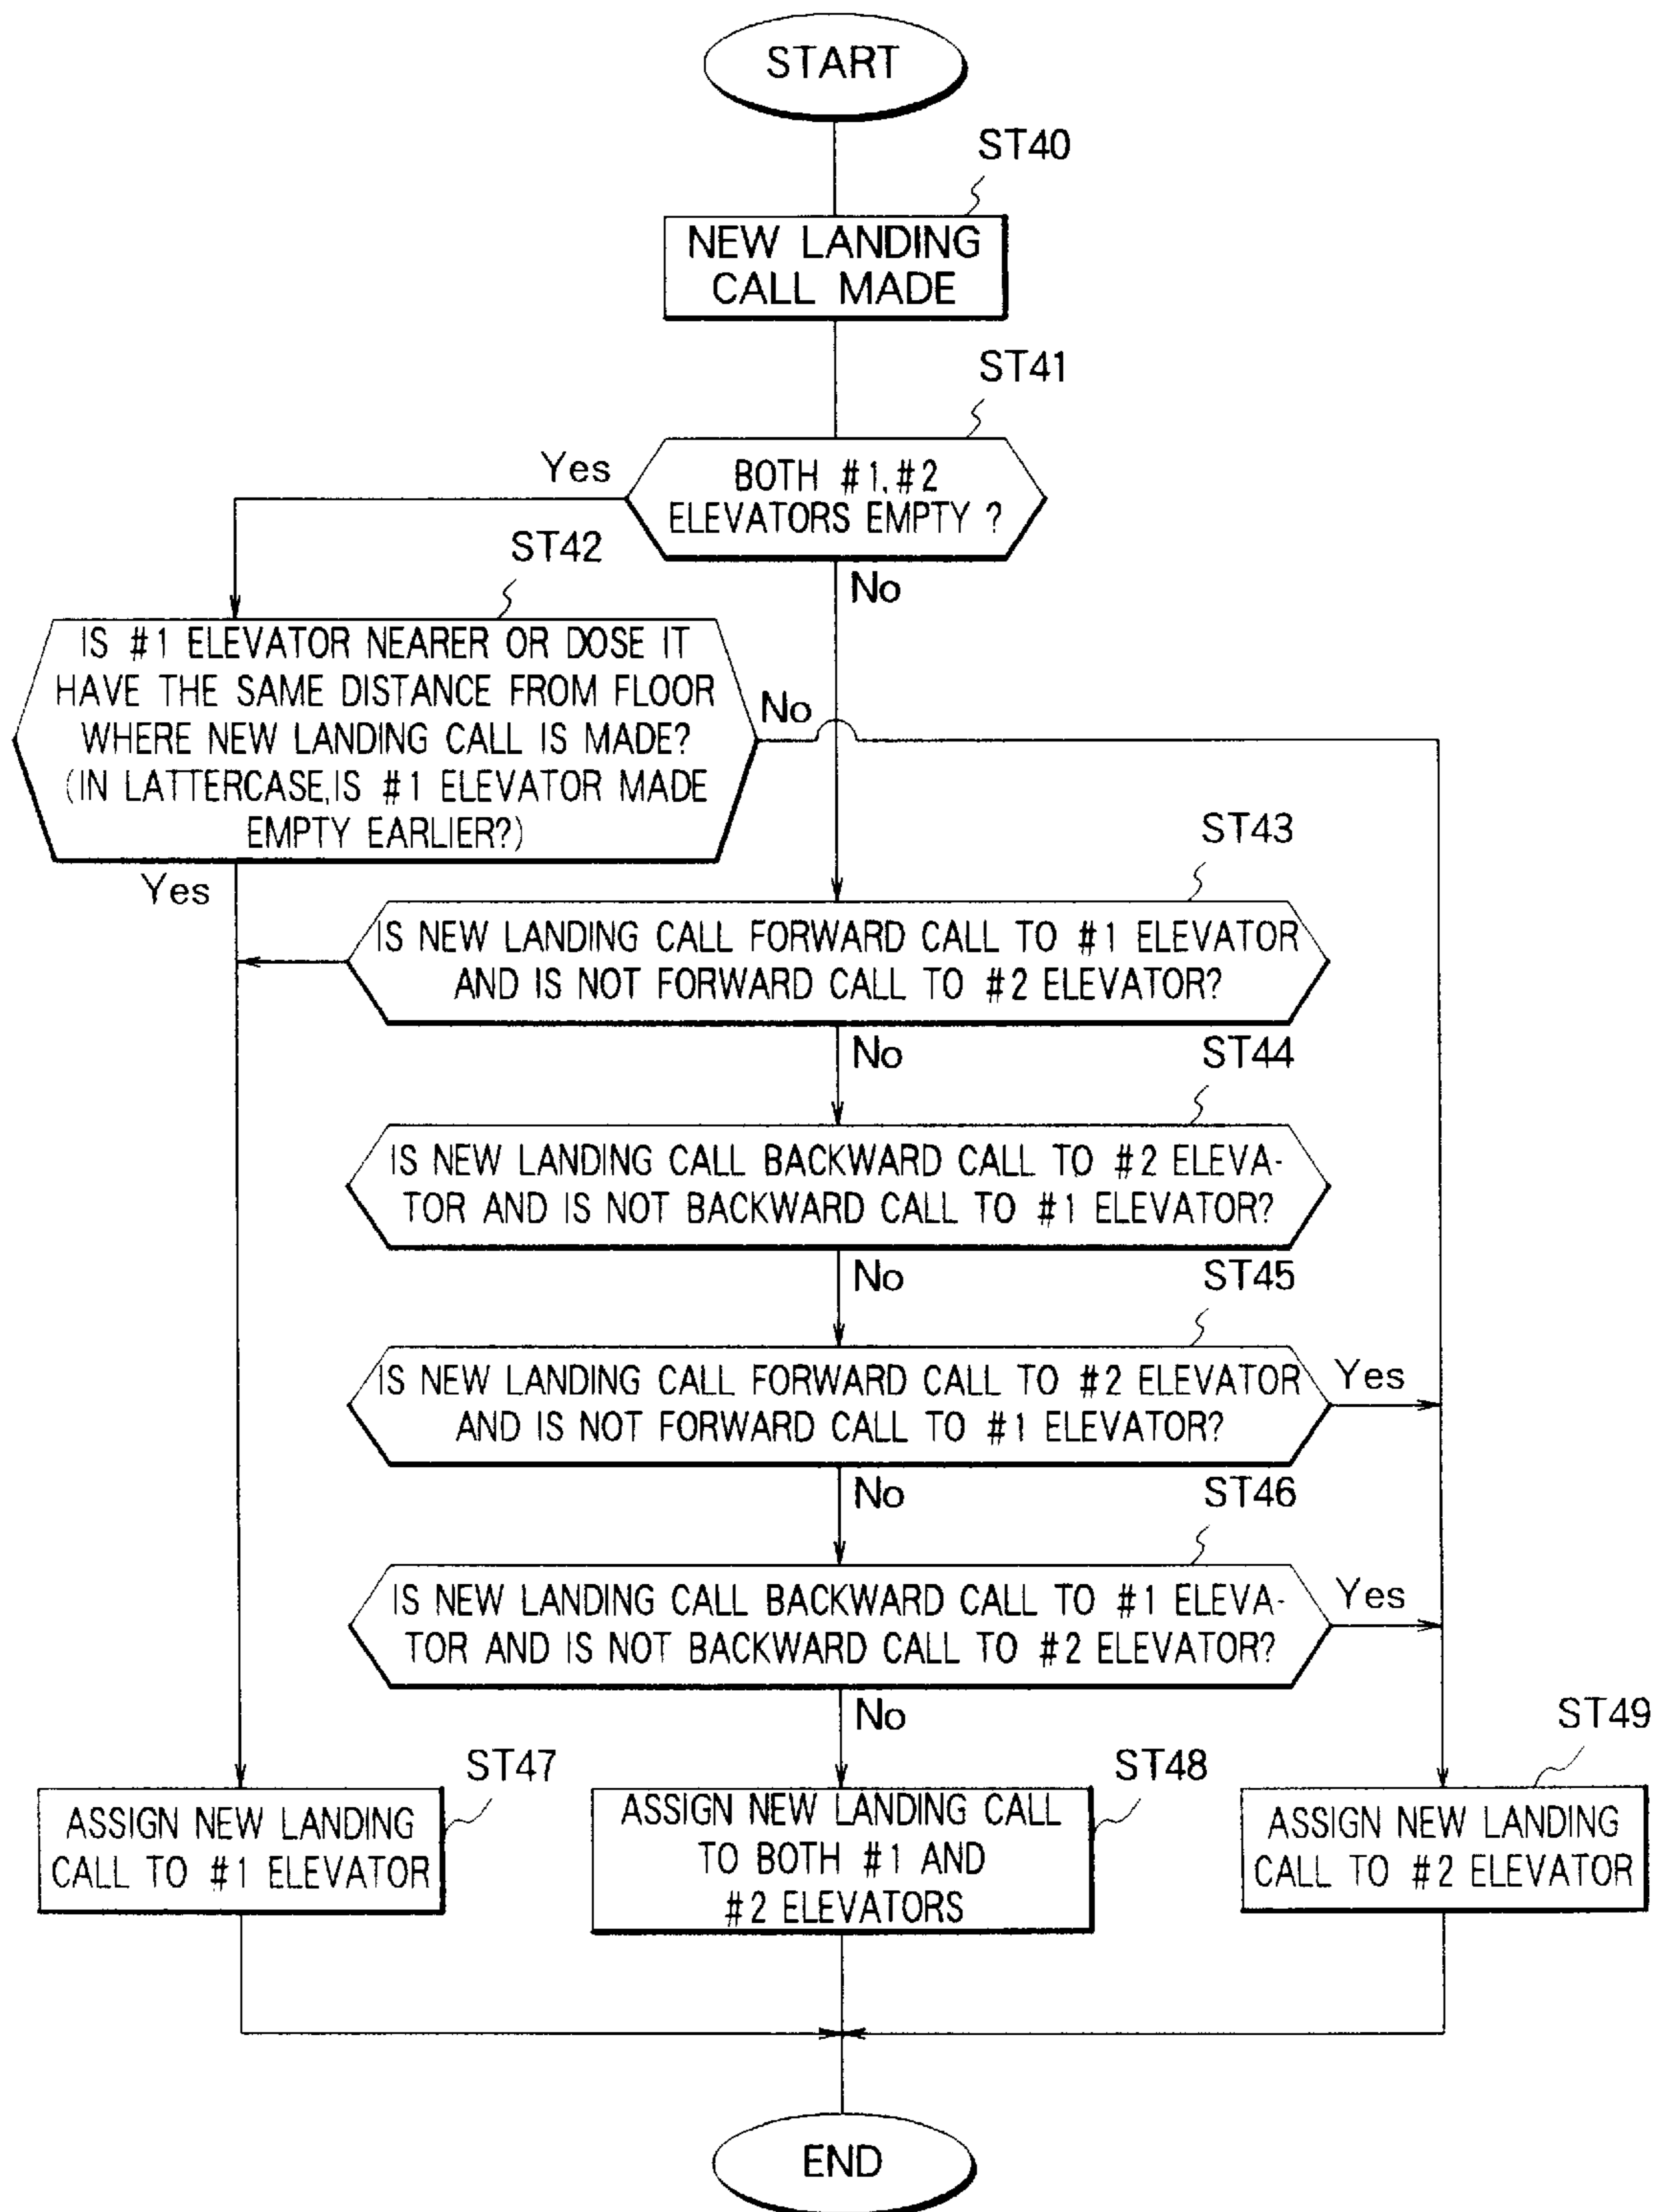 START
ST40
NEW LANDING
CALL MADE
ST41
Yes
BOTH #1,#2
ELEVATORS EMPTY ?
ST42
No
IS #1 ELEVATOR NEARER OR DOSE IT
HAVE THE SAME DISTANCE FROM FLOOR
WHERE NEW LANDING CALL IS MADE?
(IN LATTERCASE,IS #1 ELEVATOR MADE
EMPTY EARLIER?)
No
Yes
ST43
IS NEW LANDING CALL FORWARD CALL TO #1 ELEVATOR
AND IS NOT FORWARD CALL TO #2 ELEVATOR?
No
ST44
IS NEW LANDING CALL BACKWARD CALL TO #2 ELEVA-
TOR AND IS NOT BACKWARD CALL TO #1 ELEVATOR?
No
ST45
IS NEW LANDING CALL FORWARD CALL TO #2 ELEVATOR
AND IS NOT FORWARD CALL TO #1 ELEVATOR?
Yes
No
ST46
IS NEW LANDING CALL BACKWARD CALL TO #1 ELEVA-
TOR AND IS NOT BACKWARD CALL TO #2 ELEVATOR?
Yes
No
ST47
ASSIGN NEW LANDING
CALL TO #1 ELEVATOR
ST48
ASSIGN NEW LANDING CALL
TO BOTH #1 AND
#2 ELEVATORS
ST49
ASSIGN NEW LANDING
CALL TO #2 ELEVATOR
END